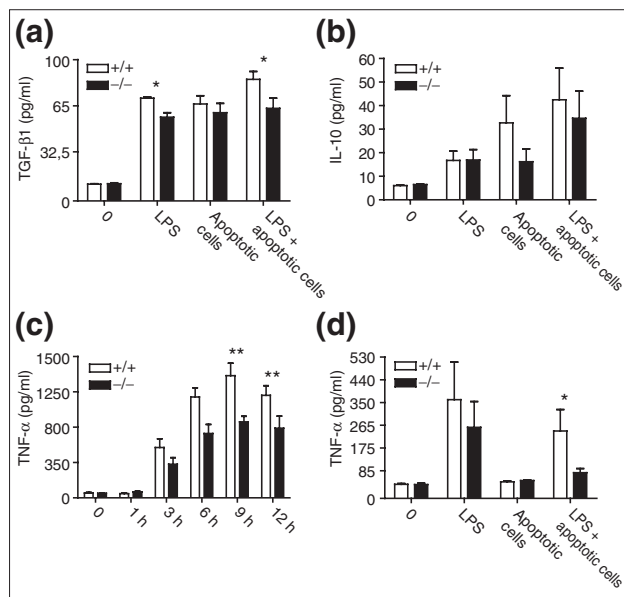 (a)
100
65
32,5
0
TGF-β1 (pg/ml)
+/+
–/–
*
*
0
LPS
Apoptotic
cells
LPS +
apoptotic cells
(b)
60
50
40
30
20
10
0
IL-10 (pg/ml)
+/+
–/–
0
LPS
Apoptotic
cells
LPS +
apoptotic cells
(c)
1500
1250
800
350
0
TNF-α (pg/ml)
+/+
–/–
**
**
0
1 h
3 h
6 h
9 h
12 h
(d)
530
440
355
265
175
85
0
TNF-α (pg/ml)
+/+
–/–
*
0
LPS
Apoptotic
cells
LPS +
apoptotic cells